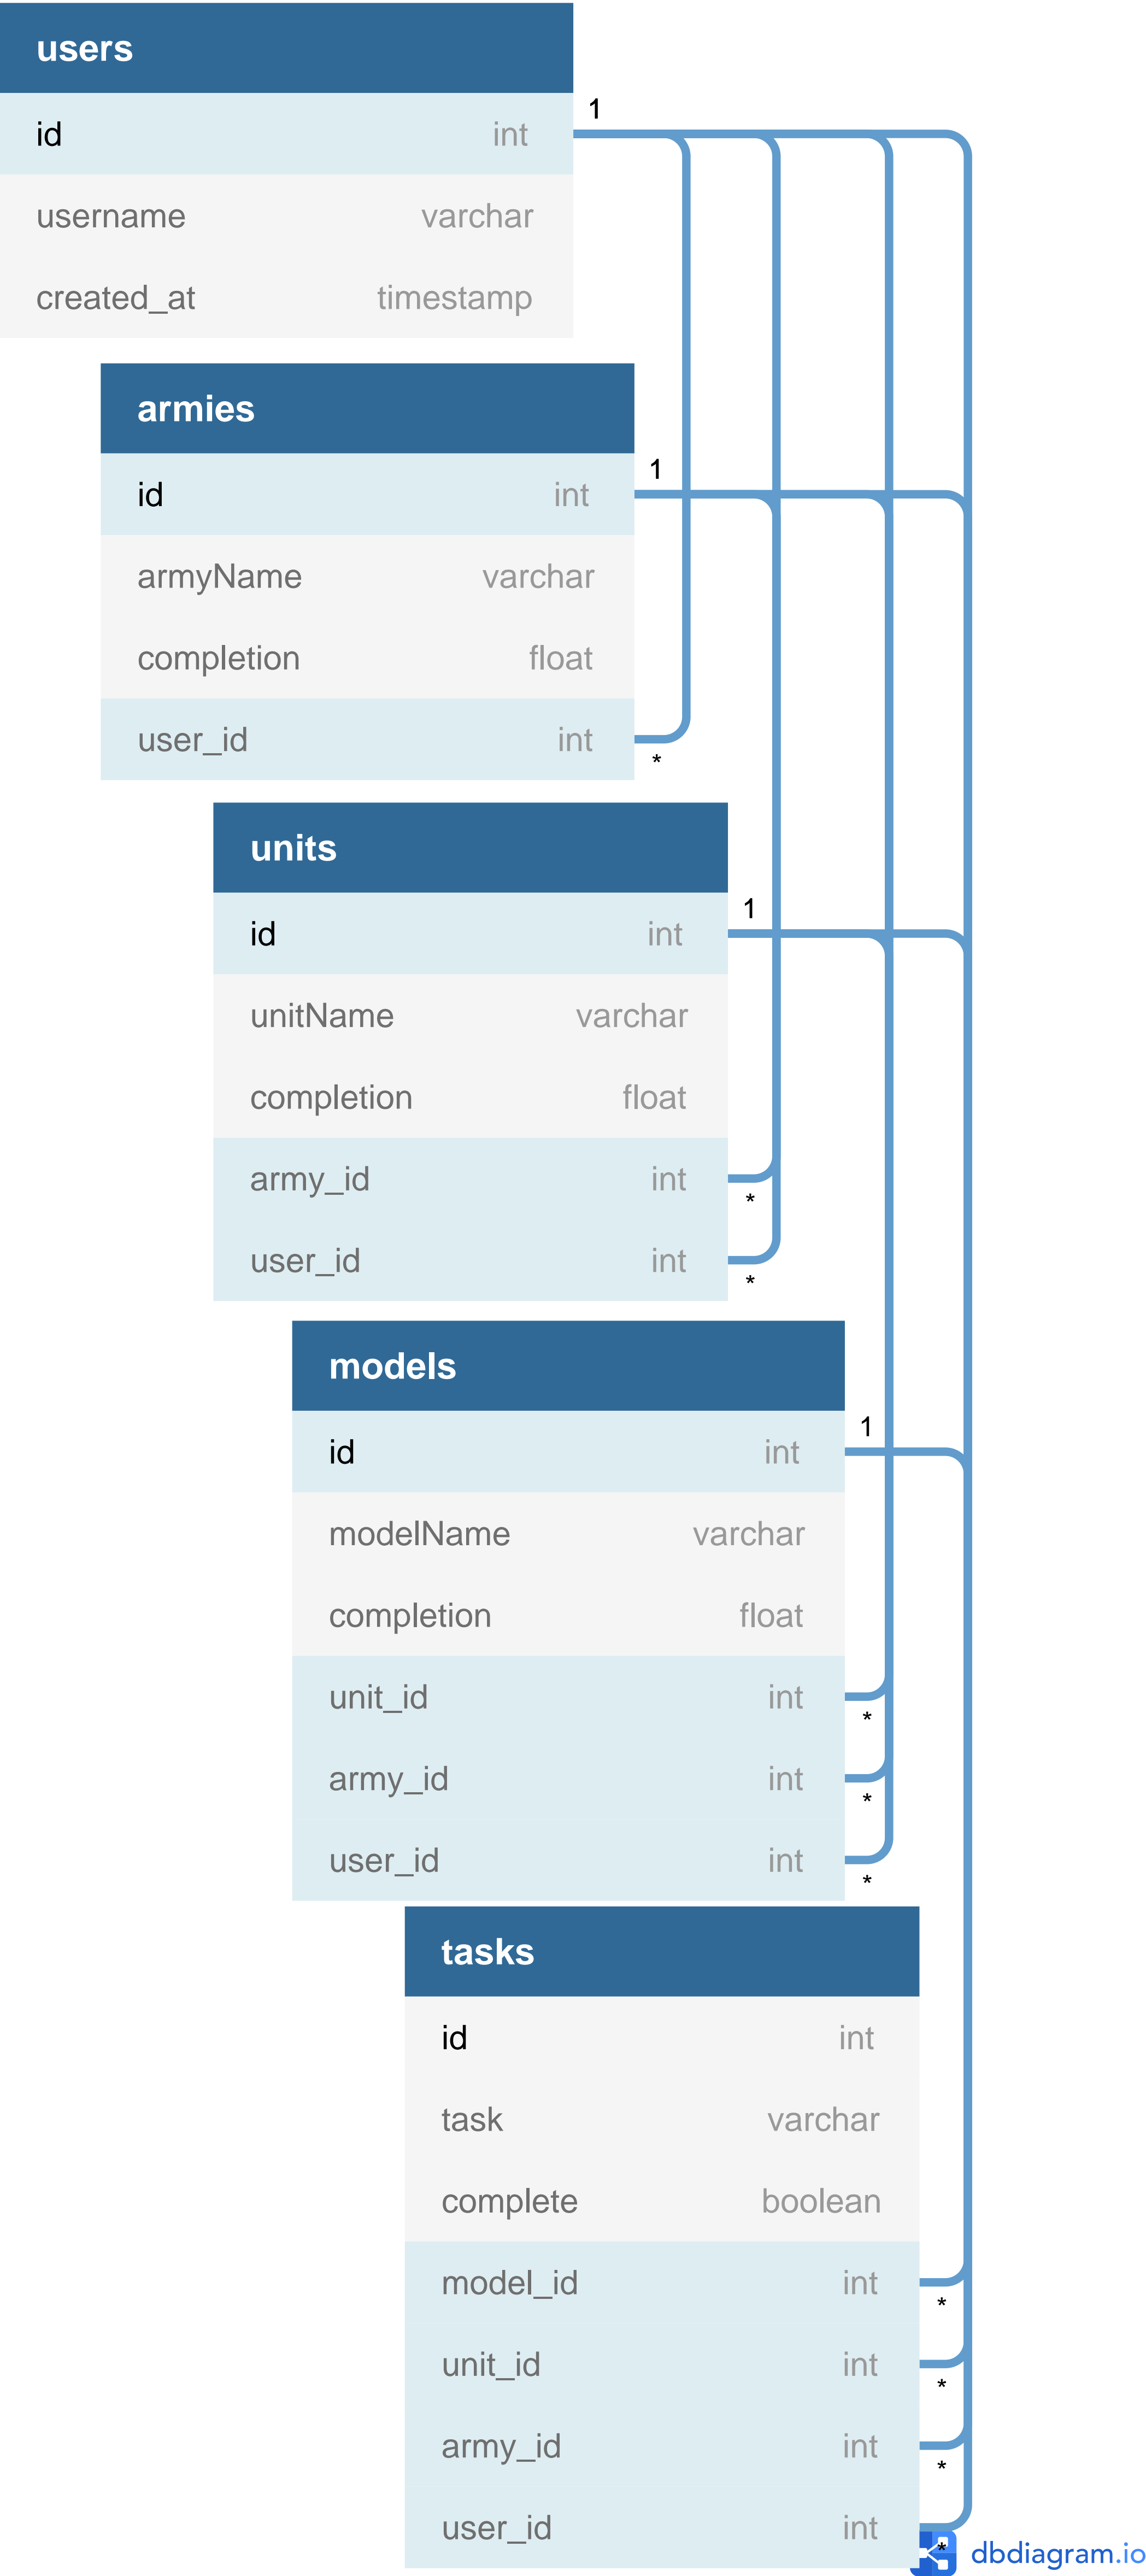 users
1
id int
username varchar
created_at timestamp
armies
1
id int
armyName varchar
completion float
user_id int
*
units
1
id int
unitName varchar
completion float
army_id int
*
user_id int
*
models
1
id int
modelName varchar
completion float
unit_id int
*
army_id int
*
user_id int
*
tasks
id int
task varchar
complete boolean
model_id int
*
unit_id int
*
army_id int
*
user_id int
*
dbdiagram.io